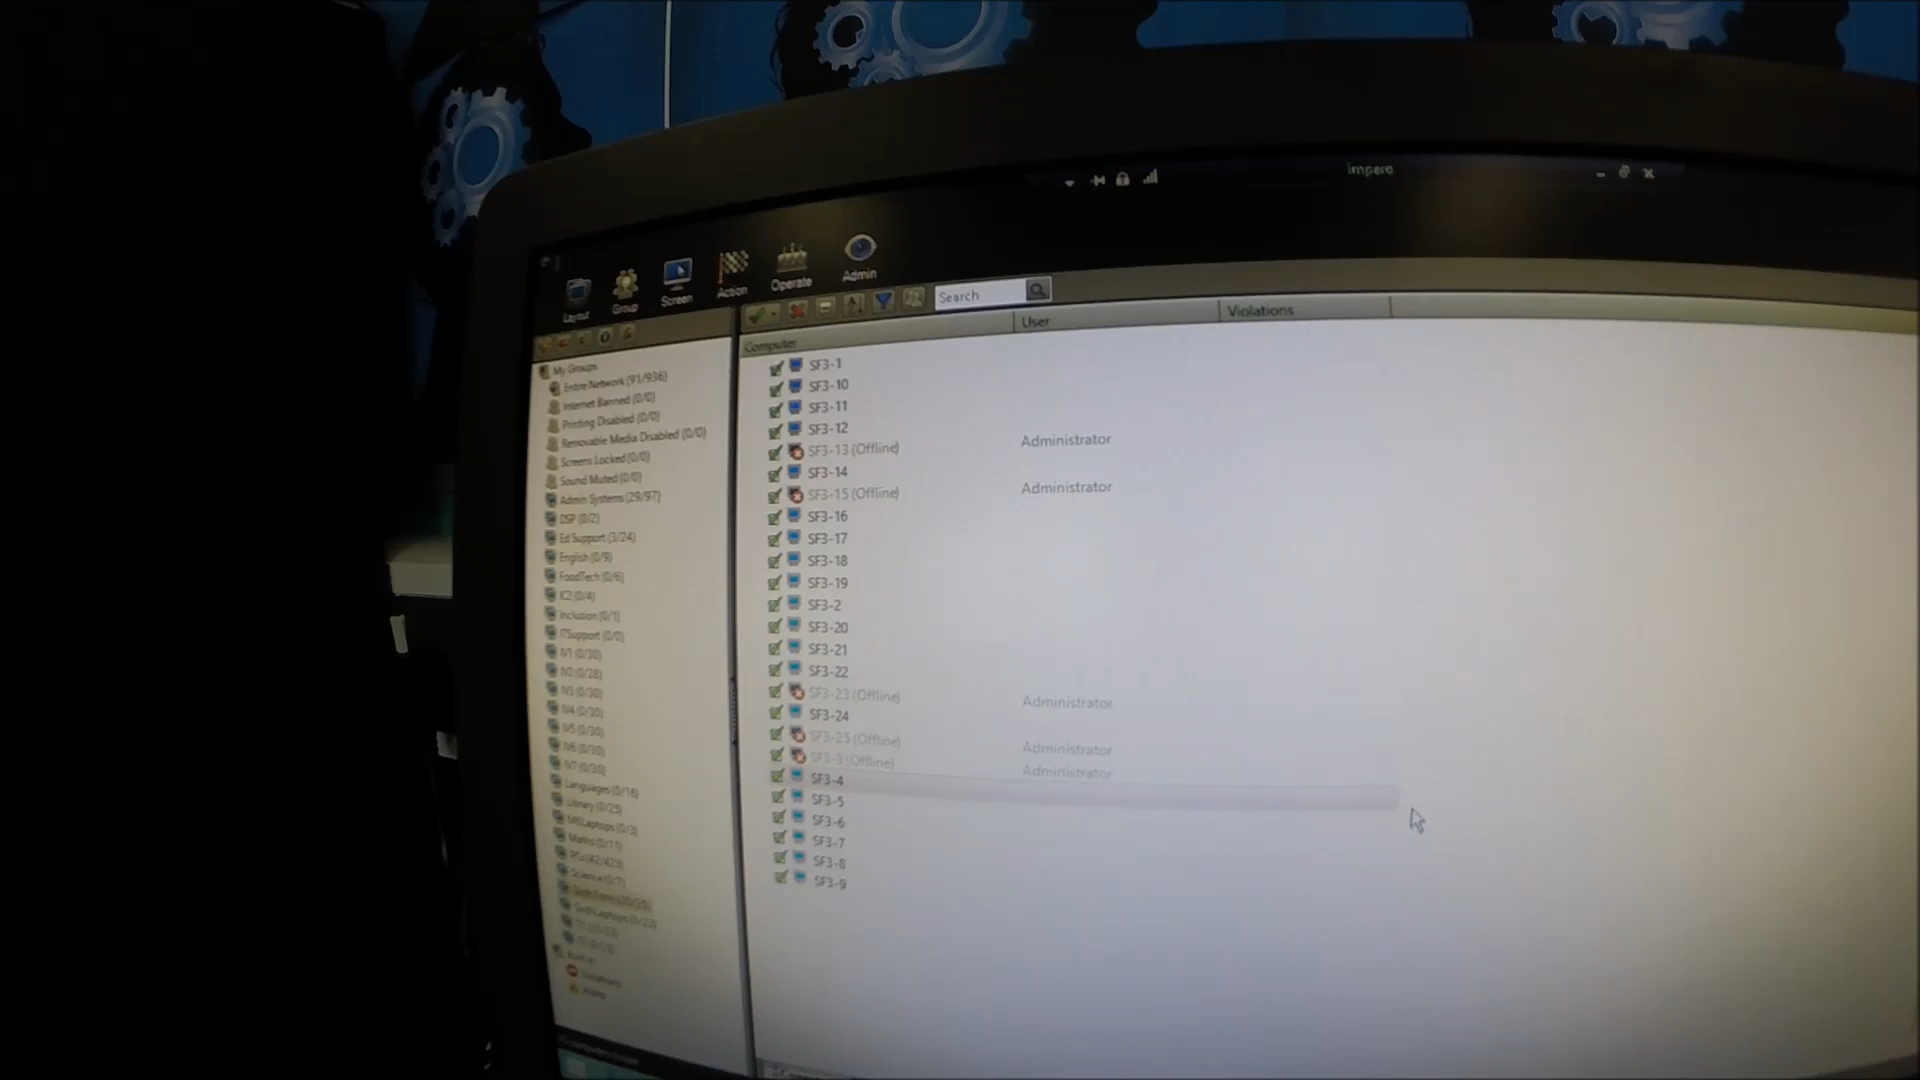 impero
Layout
Group
Screen
Action
Operate
Admin
Search
Computer
User
Violations
My Groups
Entire Network (91/936)
Internet Banned (0/0)
Printing Disabled (0/0)
Removable Media Disabled (0/0)
Screens Locked (0/0)
Sound Muted (0/0)
Admin Systems (29/97)
DSP (0/2)
Ed Support (3/24)
English (0/9)
FoodTech (0/6)
IC2 (0/4)
Inclusion (0/1)
ITSupport (0/0)
IV1 (0/30)
IV2 (0/28)
IV3 (0/30)
IV4 (0/30)
IV5 (0/30)
IV6 (0/30)
IV7 (0/30)
Languages (0/16)
Library (0/25)
M6Laptops (0/3)
Maths (0/11)
PCs (42/423)
Science (0/7)
Violations
SF3-1
SF3-10
SF3-11
SF3-12
SF3-13 (Offline) Administrator
SF3-14
SF3-15 (Offline) Administrator
SF3-16
SF3-17
SF3-18
SF3-19
SF3-2
SF3-20
SF3-21
SF3-22
SF3-23 (Offline) Administrator
SF3-24
SF3-25 (Offline) Administrator
SF3-3 (Offline) Administrator
SF3-4
SF3-5
SF3-6
SF3-7
SF3-8
SF3-9